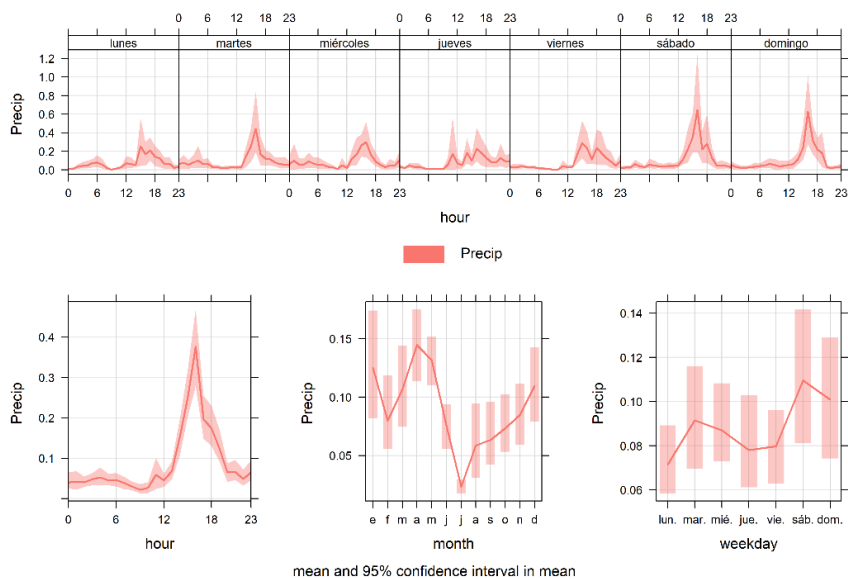 0 6 12 18 23 0 6 12 18 23 0 6 12 18 23
lunes martes miércoles jueves viernes sábado domingo
1.2
1.0
0.8
0.6
0.4
0.2
0.0
Precip
0 6 12 18 23 0 6 12 18 23 0 6 12 18 23 0 6 12 18 23
hour
Precip
0.4
0.3
0.2
0.1
Precip
0 6 12 18 23
hour
0.15
0.10
0.05
Precip
e f m a m j j a s o n d
month
0.14
0.12
0.10
0.08
0.06
Precip
lun. mar. mié. jue. vie. sáb. dom.
weekday
mean and 95% confidence interval in mean